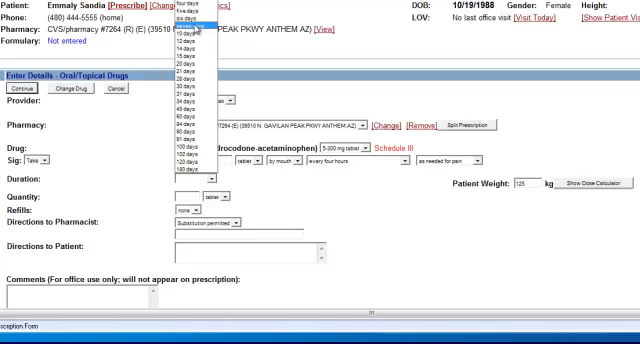 Patient: Emmaly Sandia [Prescribe] [Chang four days cs] DOB: 10/19/1988 Gender: Female Height:
Phone: (480) 444-5555 (home) five days LOV: No last office visit [Visit Today] [Show Patient Vis
six days
Pharmacy: CVS/pharmacy #7264 (R) (E) (39510 PEAK PKWY ANTHEM AZ) [View]
Formulary: Not entered 10 days
12 days
14 days
15 days
20 days
Enter Details - Oral/Topical Drugs 21 days
28 days
Continue Change Drug Cancel 30 days
31 days
Provider: 34 days
45 days
60 days
Pharmacy: 84 days 7264 (E) (39510 N. GAVILAN PEAK PKWY ANTHEM AZ) [Change] [Remove] Split Prescription
90 days
91 days
Drug: 100 days drocodone-acetaminophen) 5-300 mg tablet Schedule III
102 days
Sig: Take 120 days tablet by mouth every four hours as needed for pain
180 days
Duration: Patient Weight: 125 kg Show Dose Calculator
Quantity: tablet
Refills: none
Directions to Pharmacist: Substitution permitted
Directions to Patient:
Comments (For office use only; will not appear on prescription):
scription Form